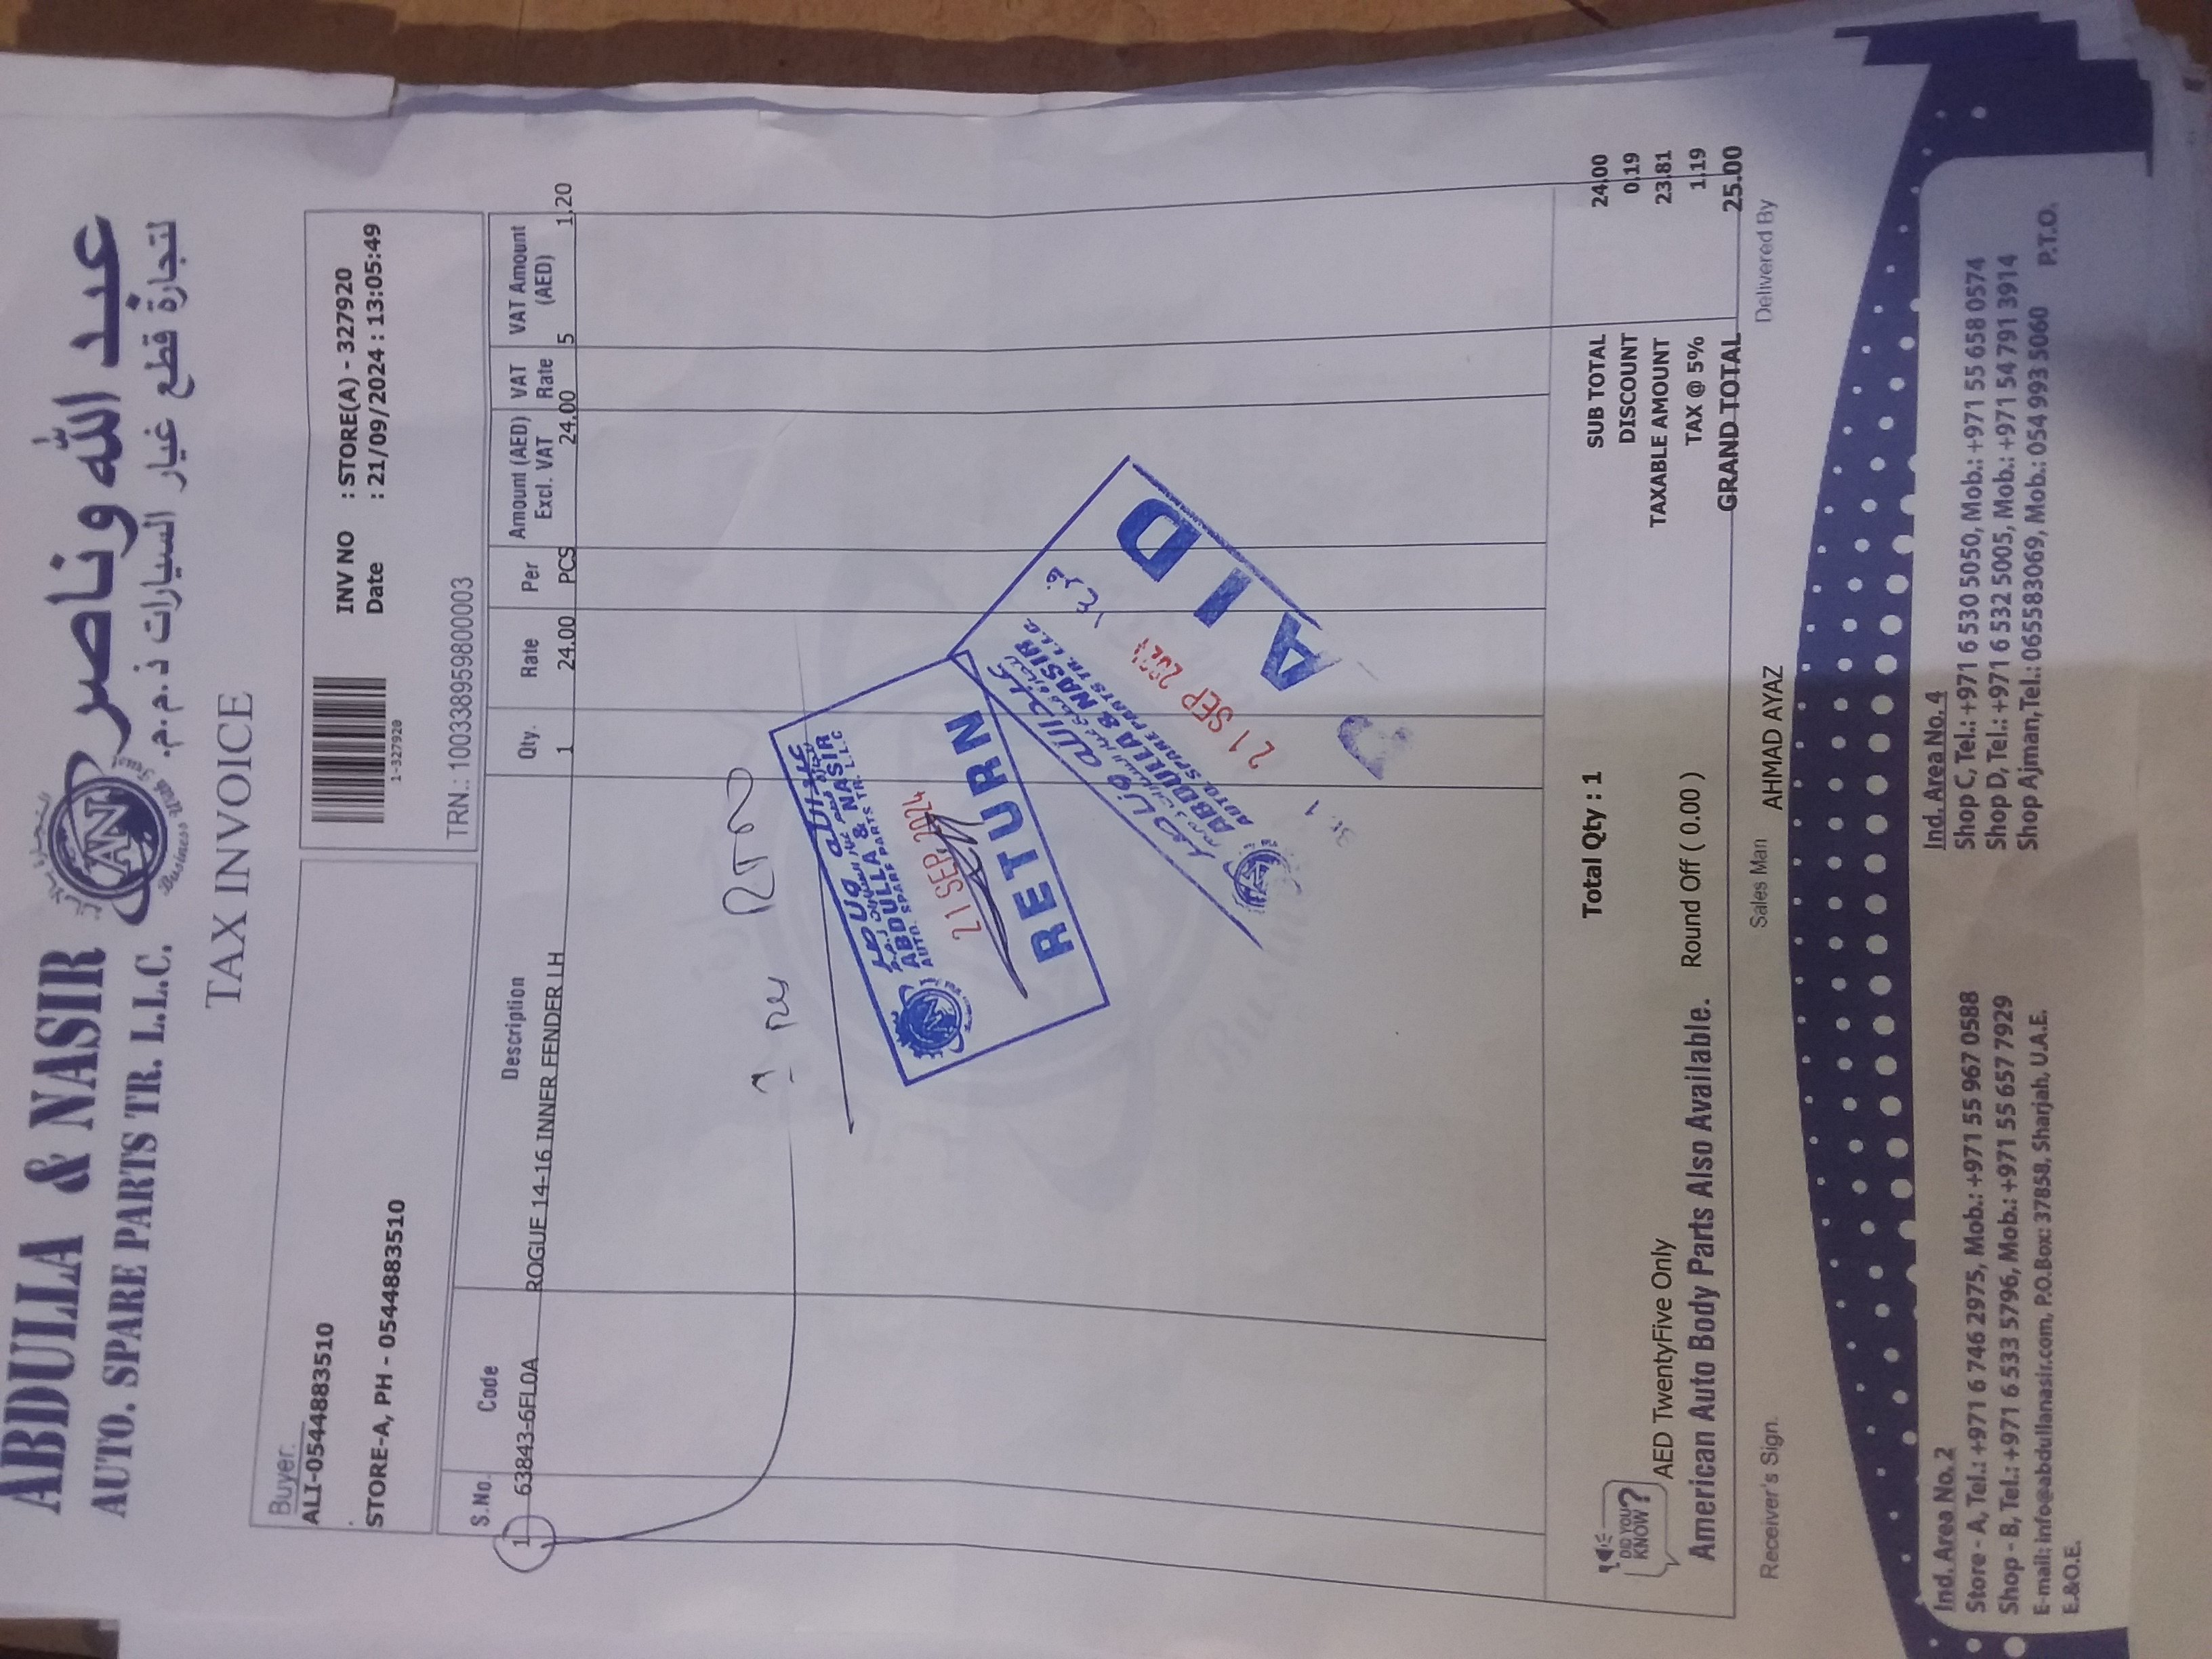 ABDULLA & NASIR
AUTO. SPARE PARTS TR. L.L.C.
عبد الله وناصر
لتجارة قطع غيار السيارات ذ.م.م.
AN
TAX INVOICE
Buyer:
ALI-0544883510
STORE-A, PH - 0544883510
1-327920
INV NO : STORE(A) - 327920
Date : 21/09/2024 : 13:05:49
TRN.: 100338959800003
S.No. Code Description Qty. Rate Per Amount (AED) Excl. VAT VAT Rate VAT Amount (AED)
1 63843-6FL0A ROGUE 14-16 INNER FENDER LH 1 24.00 PCS 24.00 5 1.20
RTN
ABDULLA & NASIR
AUTO. SPARE PARTS TR. L.L.C
21 SEP 2024
RETURN
ABDULLA & NASIR
AUTO SPARE PARTS TR. L.L.C.
21 SEP 2024
PAID
Total Qty : 1
SUB TOTAL 24.00
DISCOUNT 0.19
TAXABLE AMOUNT 23.81
TAX @ 5% 1.19
GRAND TOTAL 25.00
DID YOU KNOW?
AED TwentyFive Only
American Auto Body Parts Also Available. Round Off ( 0.00 )
Receiver's Sign. Sales Man AHMAD AYAZ Delivered By
Ind. Area No. 2
Store - A, Tel.: +971 6 746 2975, Mob.: +971 55 967 0588
Shop - B, Tel.: +971 6 533 5796, Mob.: +971 55 657 7929
E-mail: info@abdullanasir.com, P.O.Box: 37858, Sharjah, U.A.E.
E.&O.E.
Ind. Area No. 4
Shop C, Tel.: +971 6 530 5050, Mob.: +971 55 658 0574
Shop D, Tel.: +971 6 532 5005, Mob.: +971 54 791 3914
Shop Ajman, Tel.: 065583069, Mob.: 054 993 5060
P.T.O.